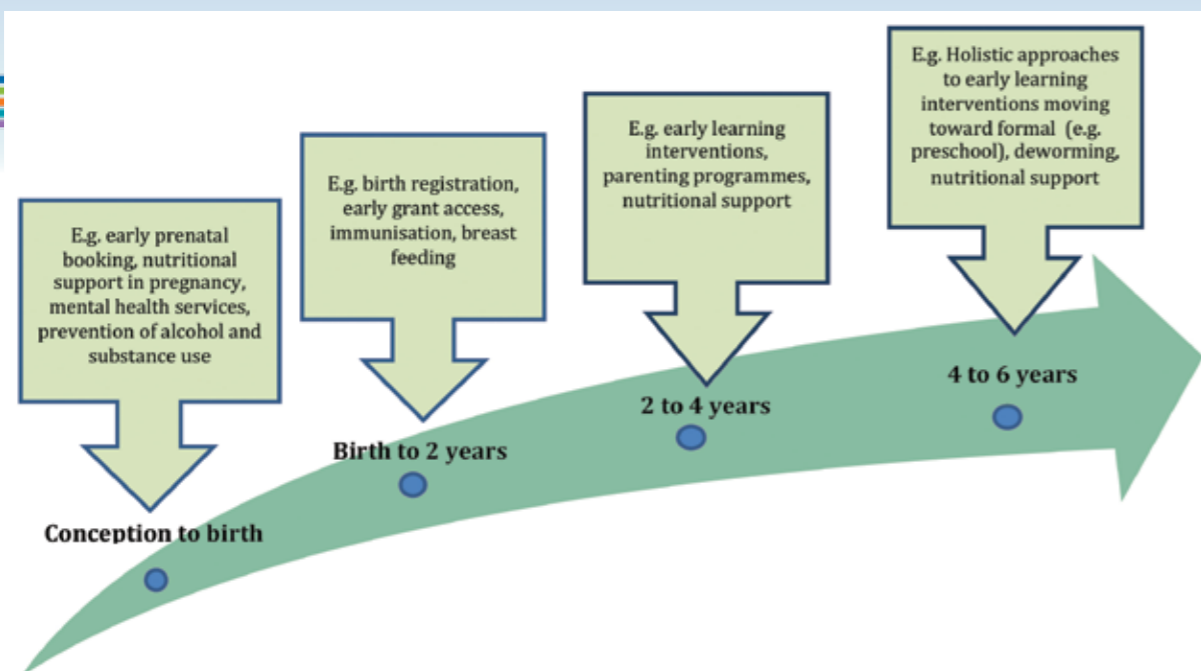 E.g. early prenatal
booking, nutritional
support in pregnancy,
mental health services,
prevention of alcohol and
substance use
Conception to birth
E.g. birth registration,
early grant access,
immunisation, breast
feeding
Birth to 2 years
E.g. early learning
interventions,
parenting programmes,
nutritional support
2 to 4 years
E.g. Holistic approaches
to early learning
interventions moving
toward formal (e.g.
preschool), deworming,
nutritional support
4 to 6 years